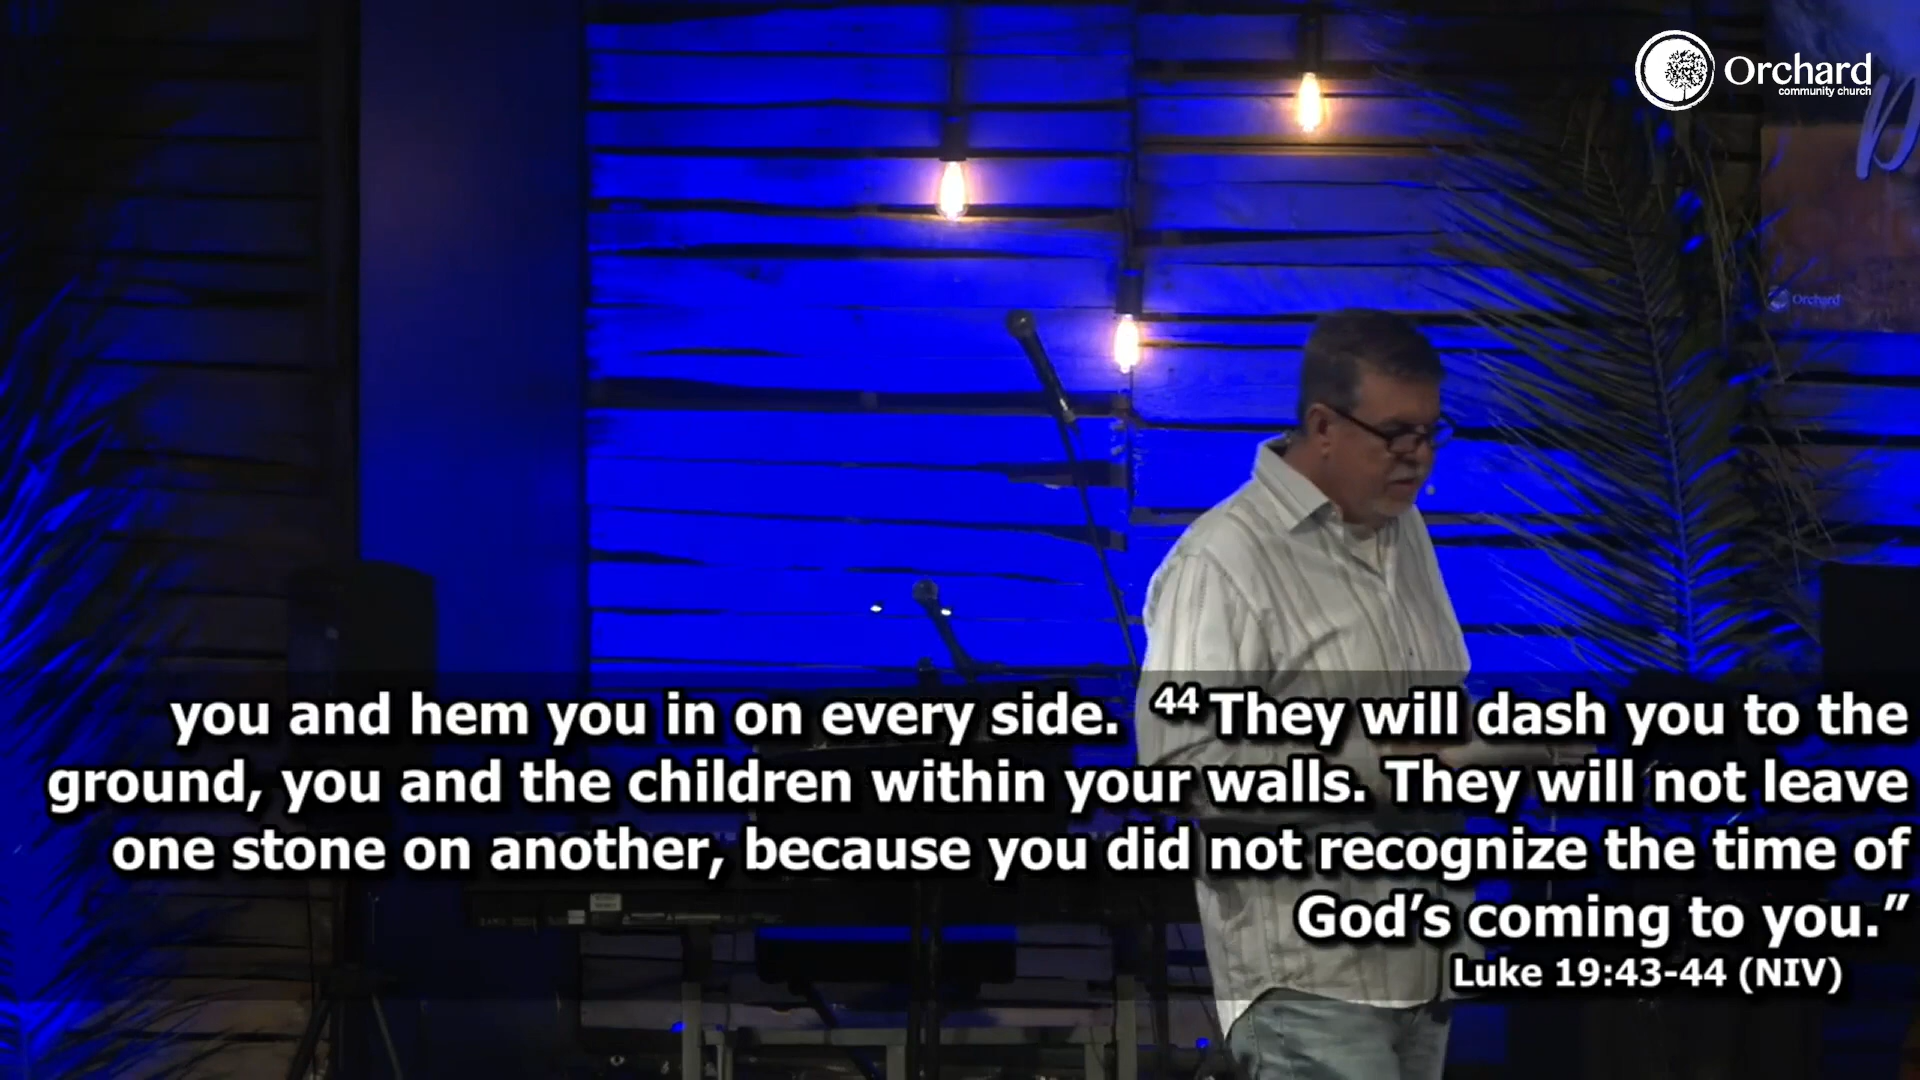 Orchard
community church
Orchard
you and hem you in on every side. 44 They will dash you to the
ground, you and the children within your walls. They will not leave
one stone on another, because you did not recognize the time of
God’s coming to you.”
Luke 19:43-44 (NIV)